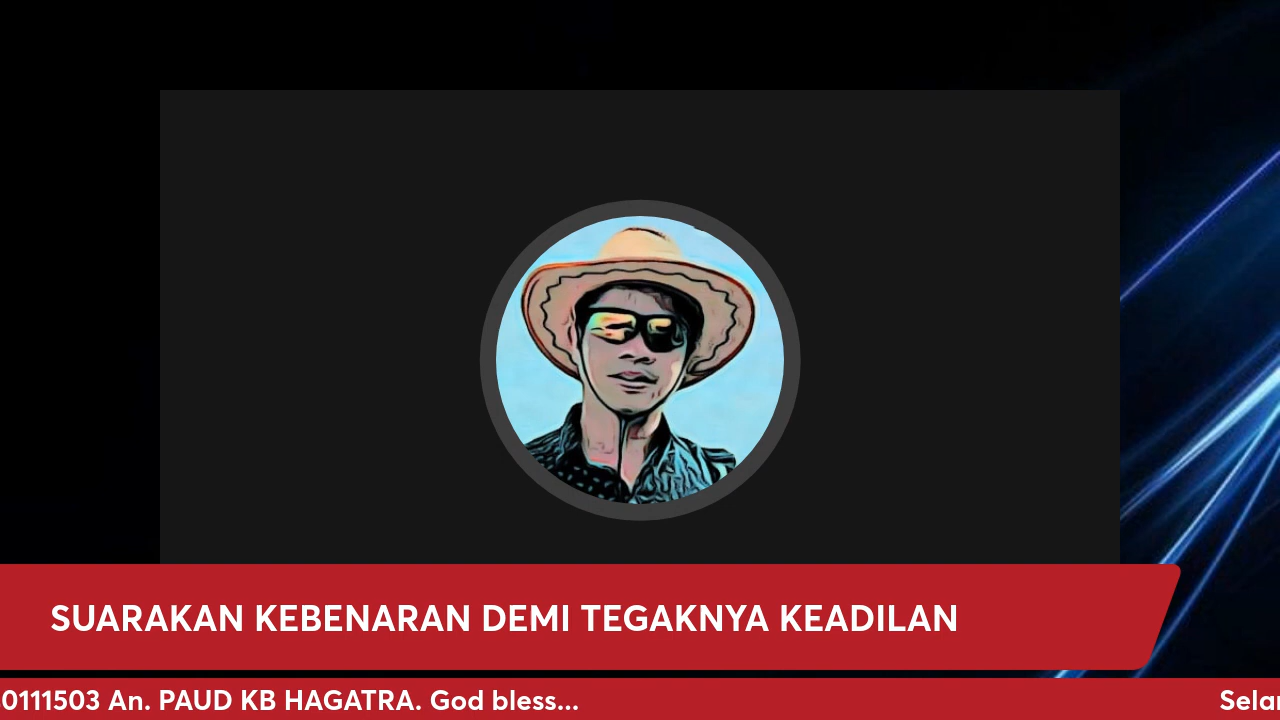 SUARAKAN KEBENARAN DEMI TEGAKNYA KEADILAN
0111503 An. PAUD KB HAGATRA. God bless...